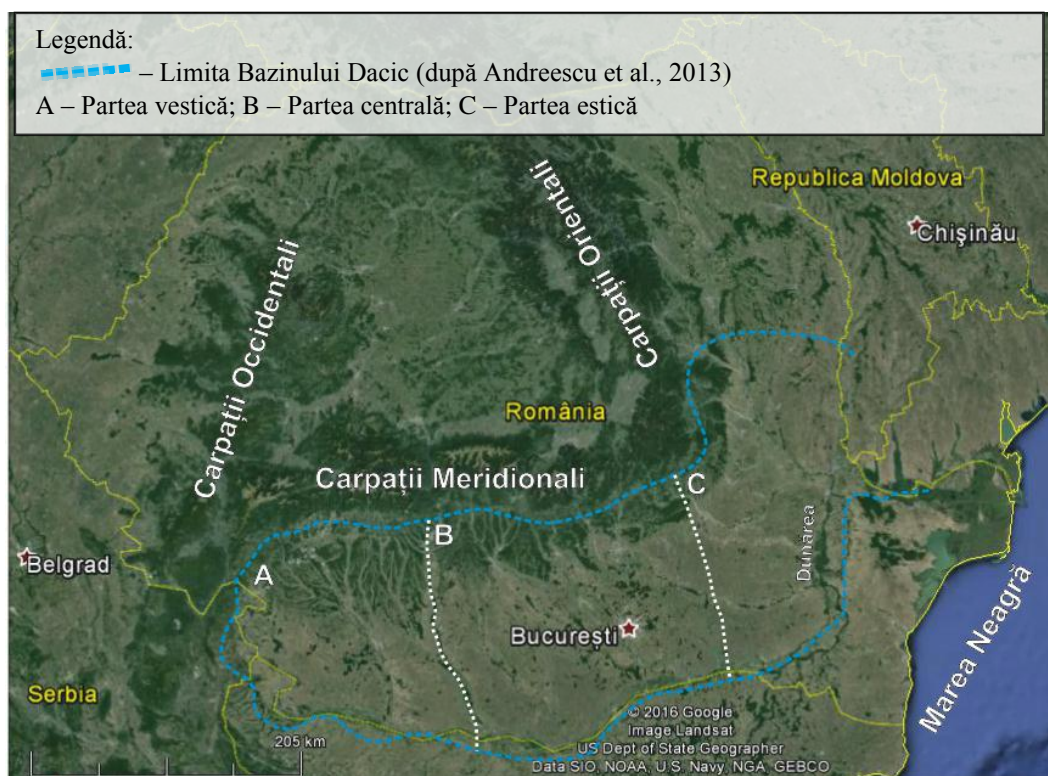 Legendă:
– Limita Bazinului Dacic (după Andreescu et al., 2013)
A – Partea vestică; B – Partea centrală; C – Partea estică
Republica Moldova
Chişinău
Carpații Orientali
Carpații Occidentali
România
Carpații Meridionali
C
B
A
Dunărea
Belgrad
Bucureşti
Marea Neagră
Serbia
205 km
© 2016 Google
Image Landsat
US Dept of State Geographer
Data SIO, NOAA, U.S. Navy, NGA, GEBCO